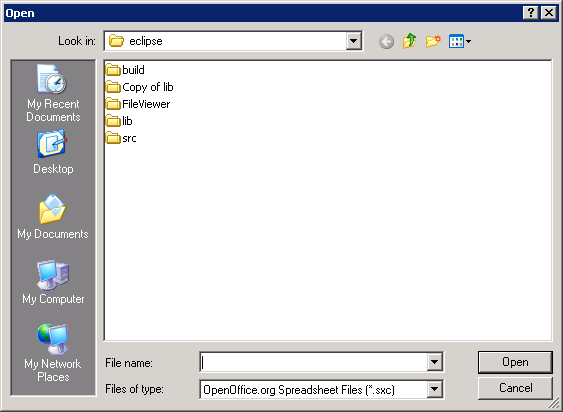 Open
Look in: eclipse
build
Copy of lib
FileViewer
lib
src
My Recent
Documents
Desktop
My Documents
My Computer
My Network
Places
File name:
Open
Files of type: OpenOffice.org Spreadsheet Files (*.sxc)
Cancel